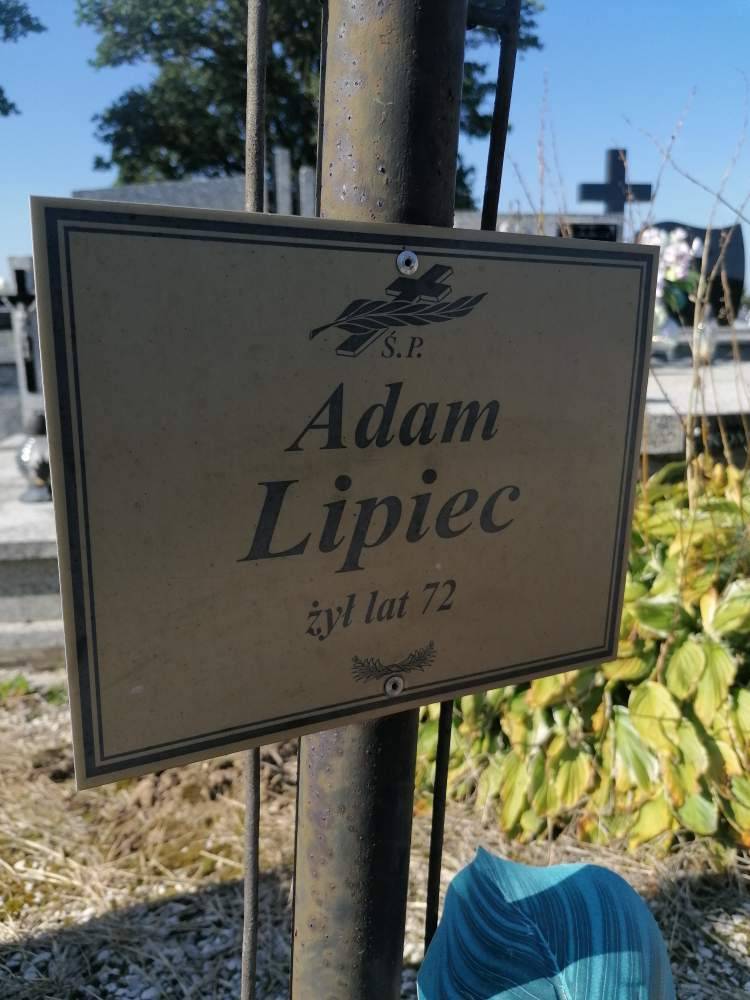 Ś.P.
Adam
Lipiec
żył lat 72